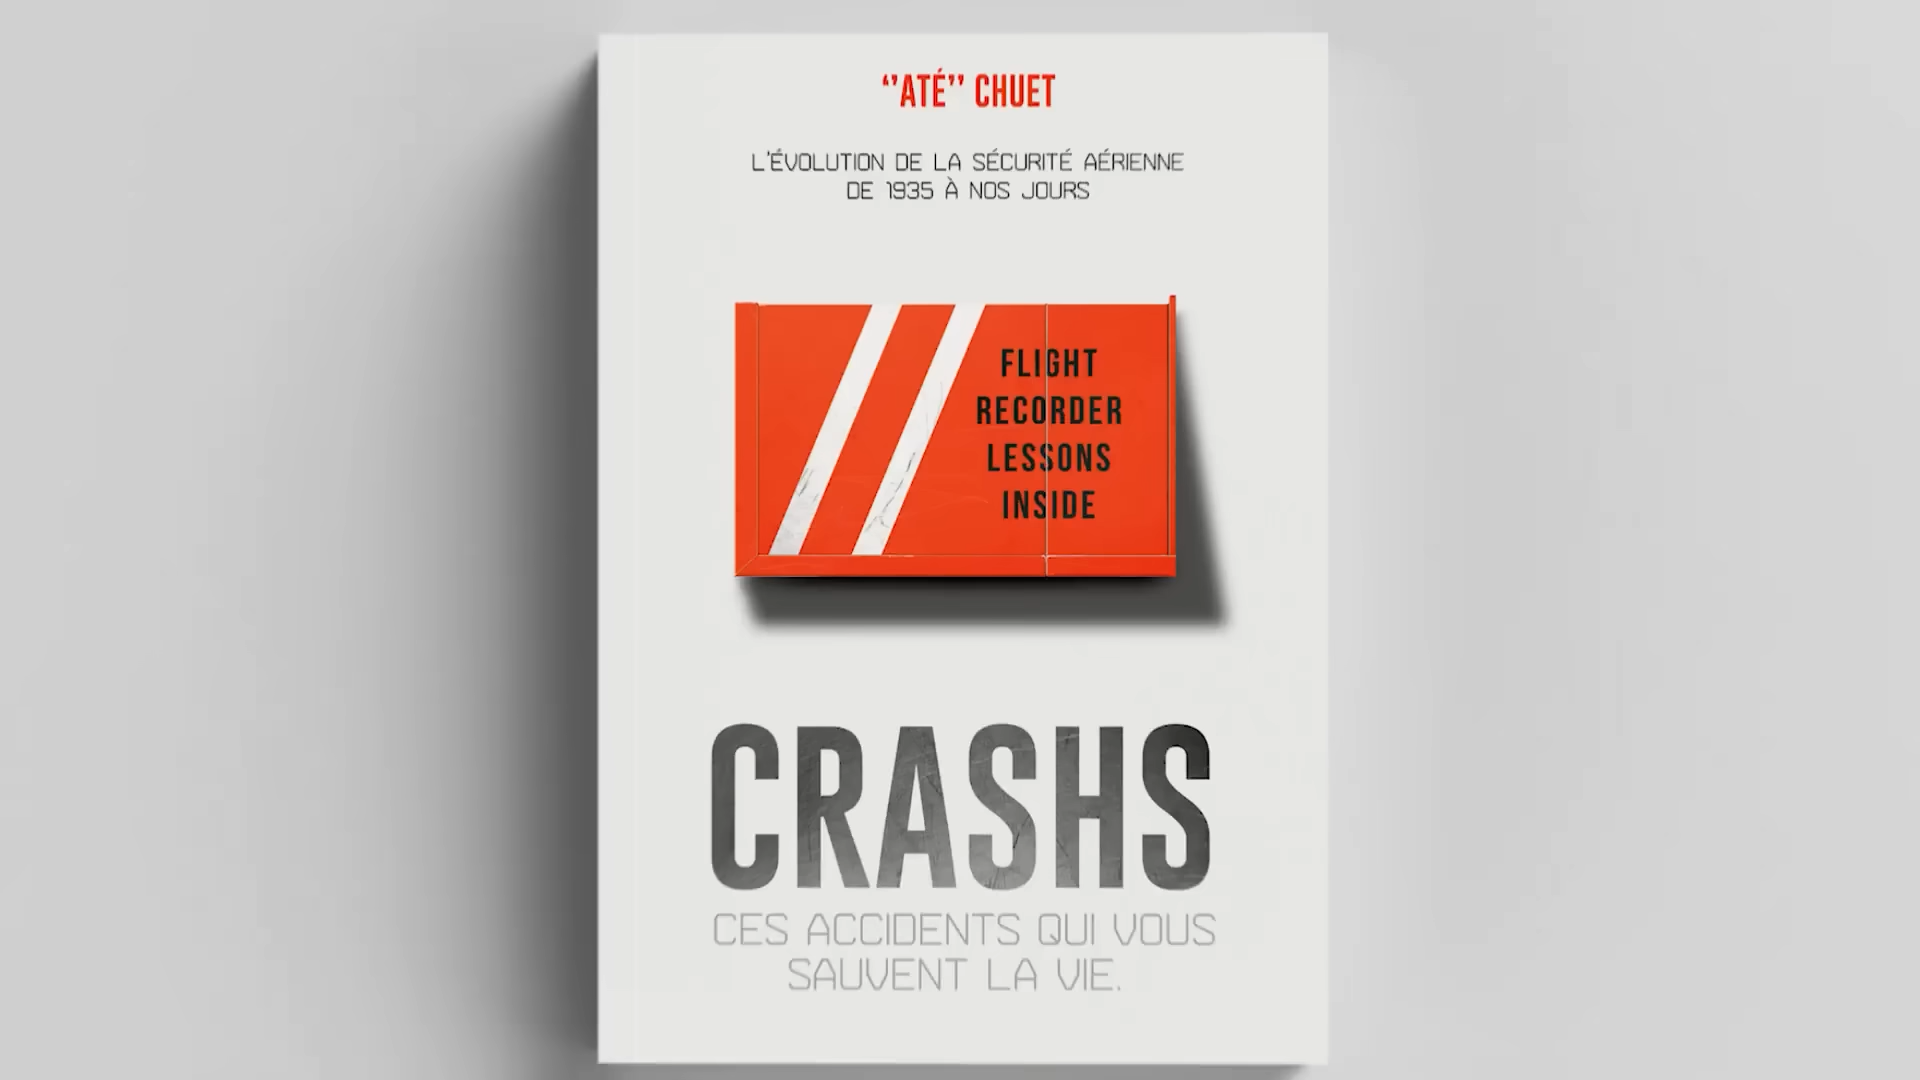 ‘’ATÉ’’ CHUET
L'ÉVOLUTION DE LA SÉCURITÉ AÉRIENNE
DE 1935 À NOS JOURS
FLIGHT
RECORDER
LESSONS
INSIDE
CRASHS
CES ACCIDENTS QUI VOUS
SAUVENT LA VIE.